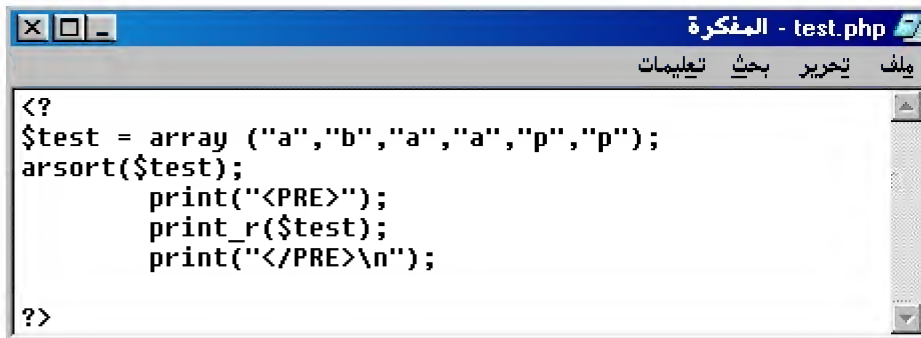 test.php - المفكرة
ملف تحرير بحث تعليمات
<?
$test = array ("a","b","a","a","p","p");
arsort($test);
        print("<PRE>");
        print_r($test);
        print("</PRE>\n");
?>